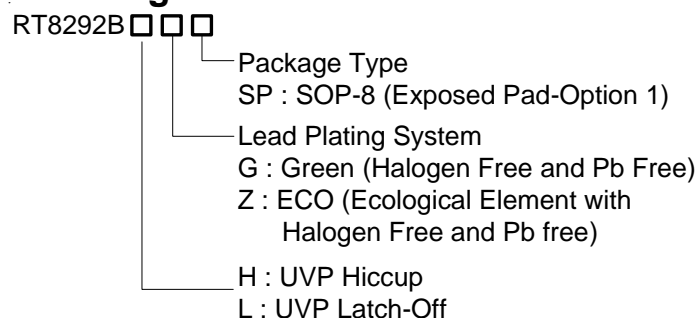 RT8292B
Package Type
SP : SOP-8 (Exposed Pad-Option 1)
Lead Plating System
G : Green (Halogen Free and Pb Free)
Z : ECO (Ecological Element with
Halogen Free and Pb free)
H : UVP Hiccup
L : UVP Latch-Off